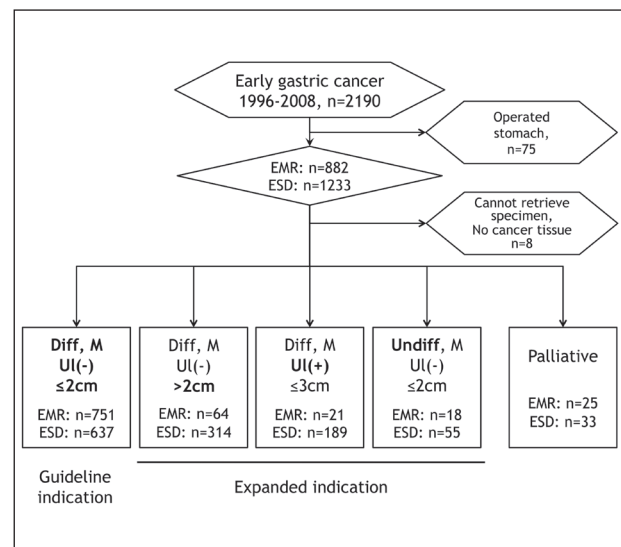 Early gastric cancer
1996-2008, n=2190
Operated
stomach,
n=75
EMR: n=882
ESD: n=1233
Cannot retrieve
specimen,
No cancer tissue
n=8
Diff, M
Ul(-)
≤2cm
EMR: n=751
ESD: n=637
Diff, M
Ul(-)
>2cm
EMR: n=64
ESD: n=314
Diff, M
Ul(+)
≤3cm
EMR: n=21
ESD: n=189
Undiff, M
Ul(-)
≤2cm
EMR: n=18
ESD: n=55
Palliative
EMR: n=25
ESD: n=33
Guideline
indication
Expanded indication